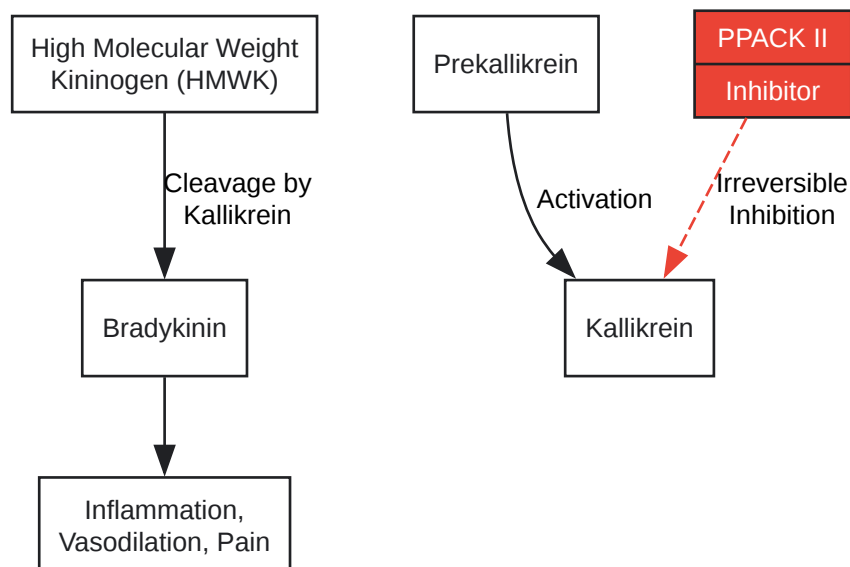 High Molecular Weight
Kininogen (HMWK)
Prekallikrein
PPACK II
Inhibitor
Cleavage by
Kallikrein
Activation
Irreversible
Inhibition
Bradykinin
Kallikrein
Inflammation,
Vasodilation, Pain